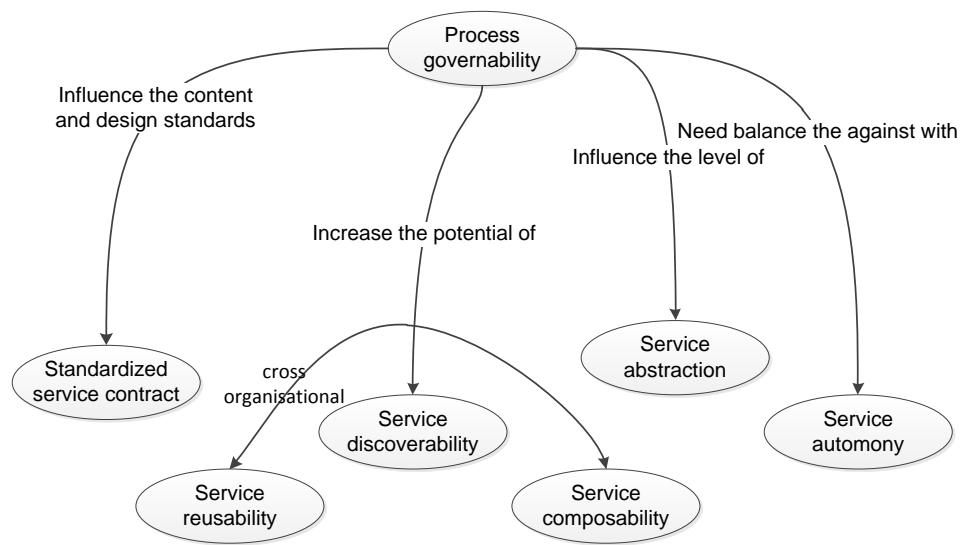 Process
governability
Influence the content
and design standards
Need balance the against with
Influence the level of
Increase the potential of
Standardized
service contract
cross
organisational
Service
abstraction
Service
discoverability
Service
automony
Service
reusability
Service
composability